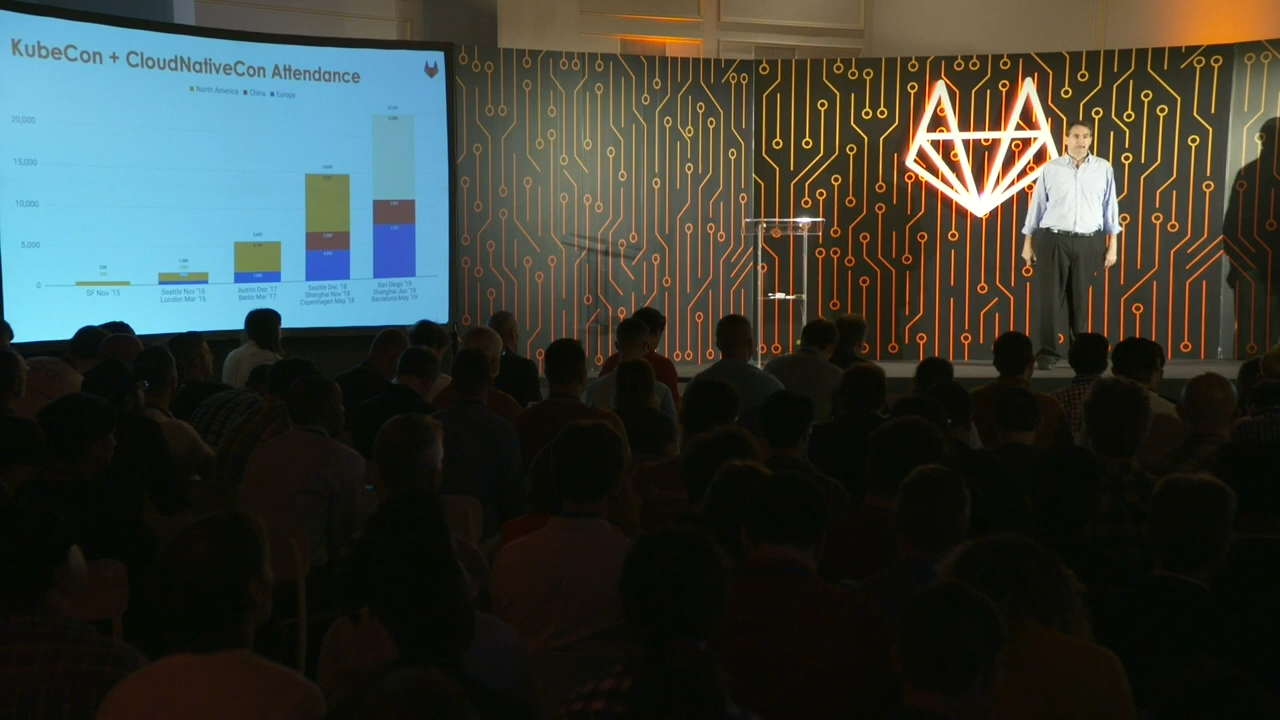 KubeCon + CloudNativeCon Attendance
North America China Europe
20,000
15,000
10,000
5,000
0
SF Nov '15
Seattle Nov '16
London Mar '16
Austin Dec '17
Berlin Mar '17
Seattle Dec '18
Shanghai Nov '18
Copenhagen May '18
San Diego '19
Shanghai Jun '19
Barcelona May '19